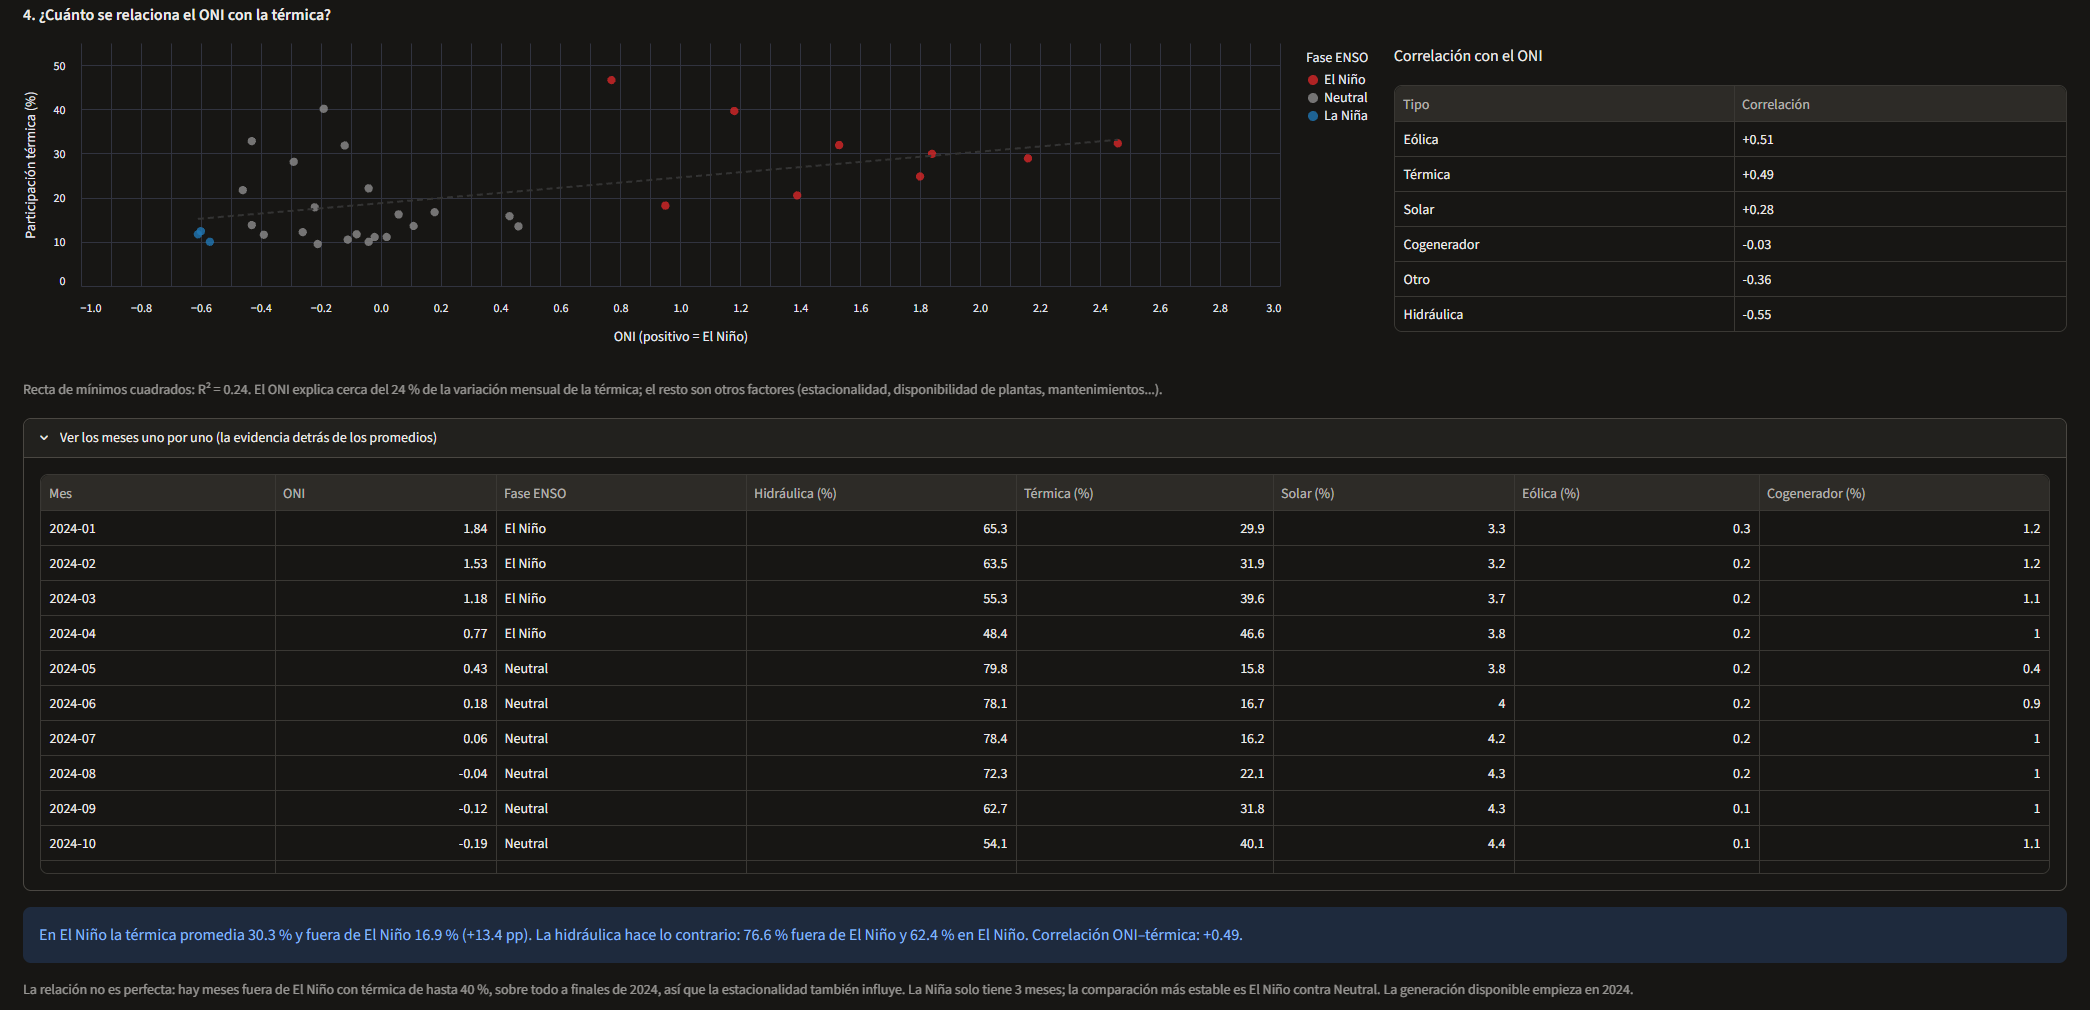 4. ¿Cuánto se relaciona el ONI con la térmica?
Participación térmica (%)
50
40
30
20
10
0
−1.0 −0.8 −0.6 −0.4 −0.2 0.0 0.2 0.4 0.6 0.8 1.0 1.2 1.4 1.6 1.8 2.0 2.2 2.4 2.6 2.8 3.0
ONI (positivo = El Niño)
Fase ENSO
El Niño
Neutral
La Niña
Correlación con el ONI
Tipo Correlación
Eólica +0.51
Térmica +0.49
Solar +0.28
Cogenerador -0.03
Otro -0.36
Hidráulica -0.55
Recta de mínimos cuadrados: R² = 0.24. El ONI explica cerca del 24 % de la variación mensual de la térmica; el resto son otros factores (estacionalidad, disponibilidad de plantas, mantenimientos...).
Ver los meses uno por uno (la evidencia detrás de los promedios)
Mes ONI Fase ENSO Hidráulica (%) Térmica (%) Solar (%) Eólica (%) Cogenerador (%)
2024-01 1.84 El Niño 65.3 29.9 3.3 0.3 1.2
2024-02 1.53 El Niño 63.5 31.9 3.2 0.2 1.2
2024-03 1.18 El Niño 55.3 39.6 3.7 0.2 1.1
2024-04 0.77 El Niño 48.4 46.6 3.8 0.2 1
2024-05 0.43 Neutral 79.8 15.8 3.8 0.2 0.4
2024-06 0.18 Neutral 78.1 16.7 4 0.2 0.9
2024-07 0.06 Neutral 78.4 16.2 4.2 0.2 1
2024-08 -0.04 Neutral 72.3 22.1 4.3 0.2 1
2024-09 -0.12 Neutral 62.7 31.8 4.3 0.1 1
2024-10 -0.19 Neutral 54.1 40.1 4.4 0.1 1.1
En El Niño la térmica promedia 30.3 % y fuera de El Niño 16.9 % (+13.4 pp). La hidráulica hace lo contrario: 76.6 % fuera de El Niño y 62.4 % en El Niño. Correlación ONI–térmica: +0.49.
La relación no es perfecta: hay meses fuera de El Niño con térmica de hasta 40 %, sobre todo a finales de 2024, así que la estacionalidad también influye. La Niña solo tiene 3 meses; la comparación más estable es El Niño contra Neutral. La generación disponible empieza en 2024.